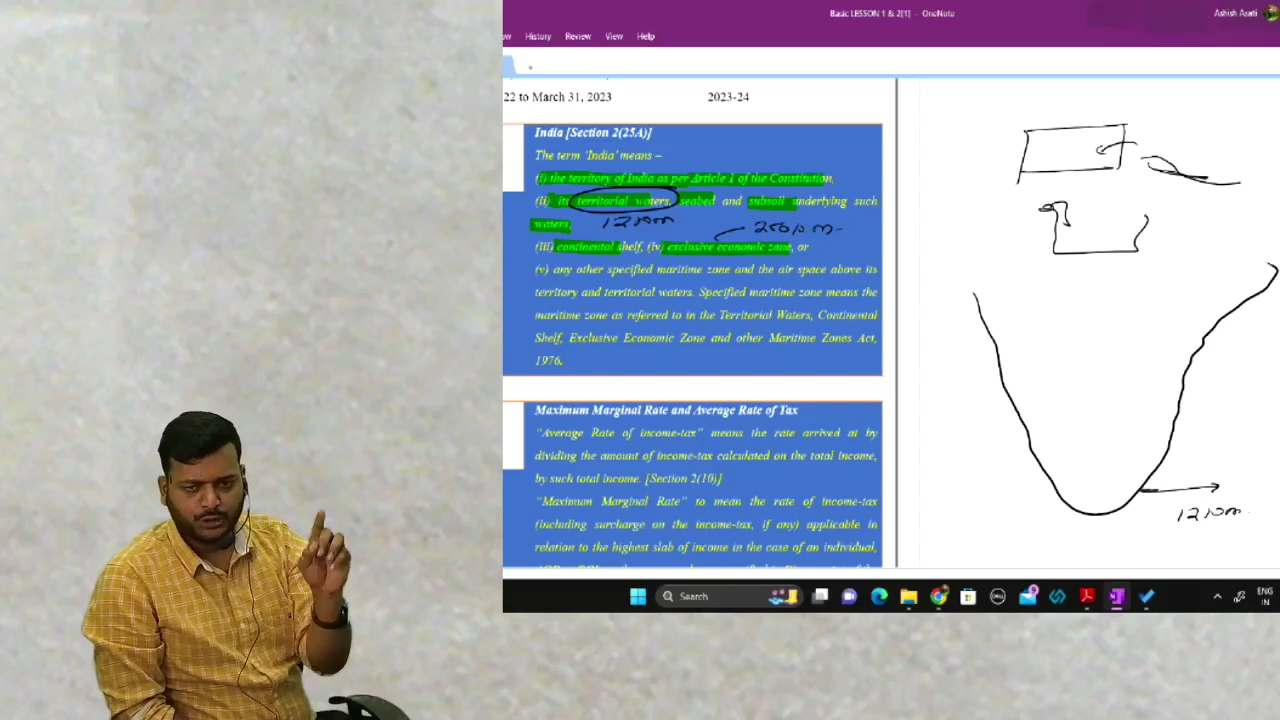 Basic LESSON 1 & 2[1] - OneNote
Ashish Asati
History Review View Help
22 to March 31, 2023 2023-24
India [Section 2(25A)]
The term 'India' means –
(i) the territory of India as per Article 1 of the Constitution,
(ii) its territorial waters, seabed and subsoil underlying such
waters,
12 nm
200 n m
(iii) continental shelf, (iv) exclusive economic zone, or
(v) any other specified maritime zone and the air space above its
territory and territorial waters. Specified maritime zone means the
maritime zone as referred to in the Territorial Waters, Continental
Shelf, Exclusive Economic Zone and other Maritime Zones Act,
1976.
Maximum Marginal Rate and Average Rate of Tax
"Average Rate of income-tax" means the rate arrived at by
dividing the amount of income-tax calculated on the total income,
by such total income. [Section 2(10)]
"Maximum Marginal Rate" to mean the rate of income-tax
(including surcharge on the income-tax, if any) applicable in
relation to the highest slab of income in the case of an individual,
12 nm
Search
ENG
IN